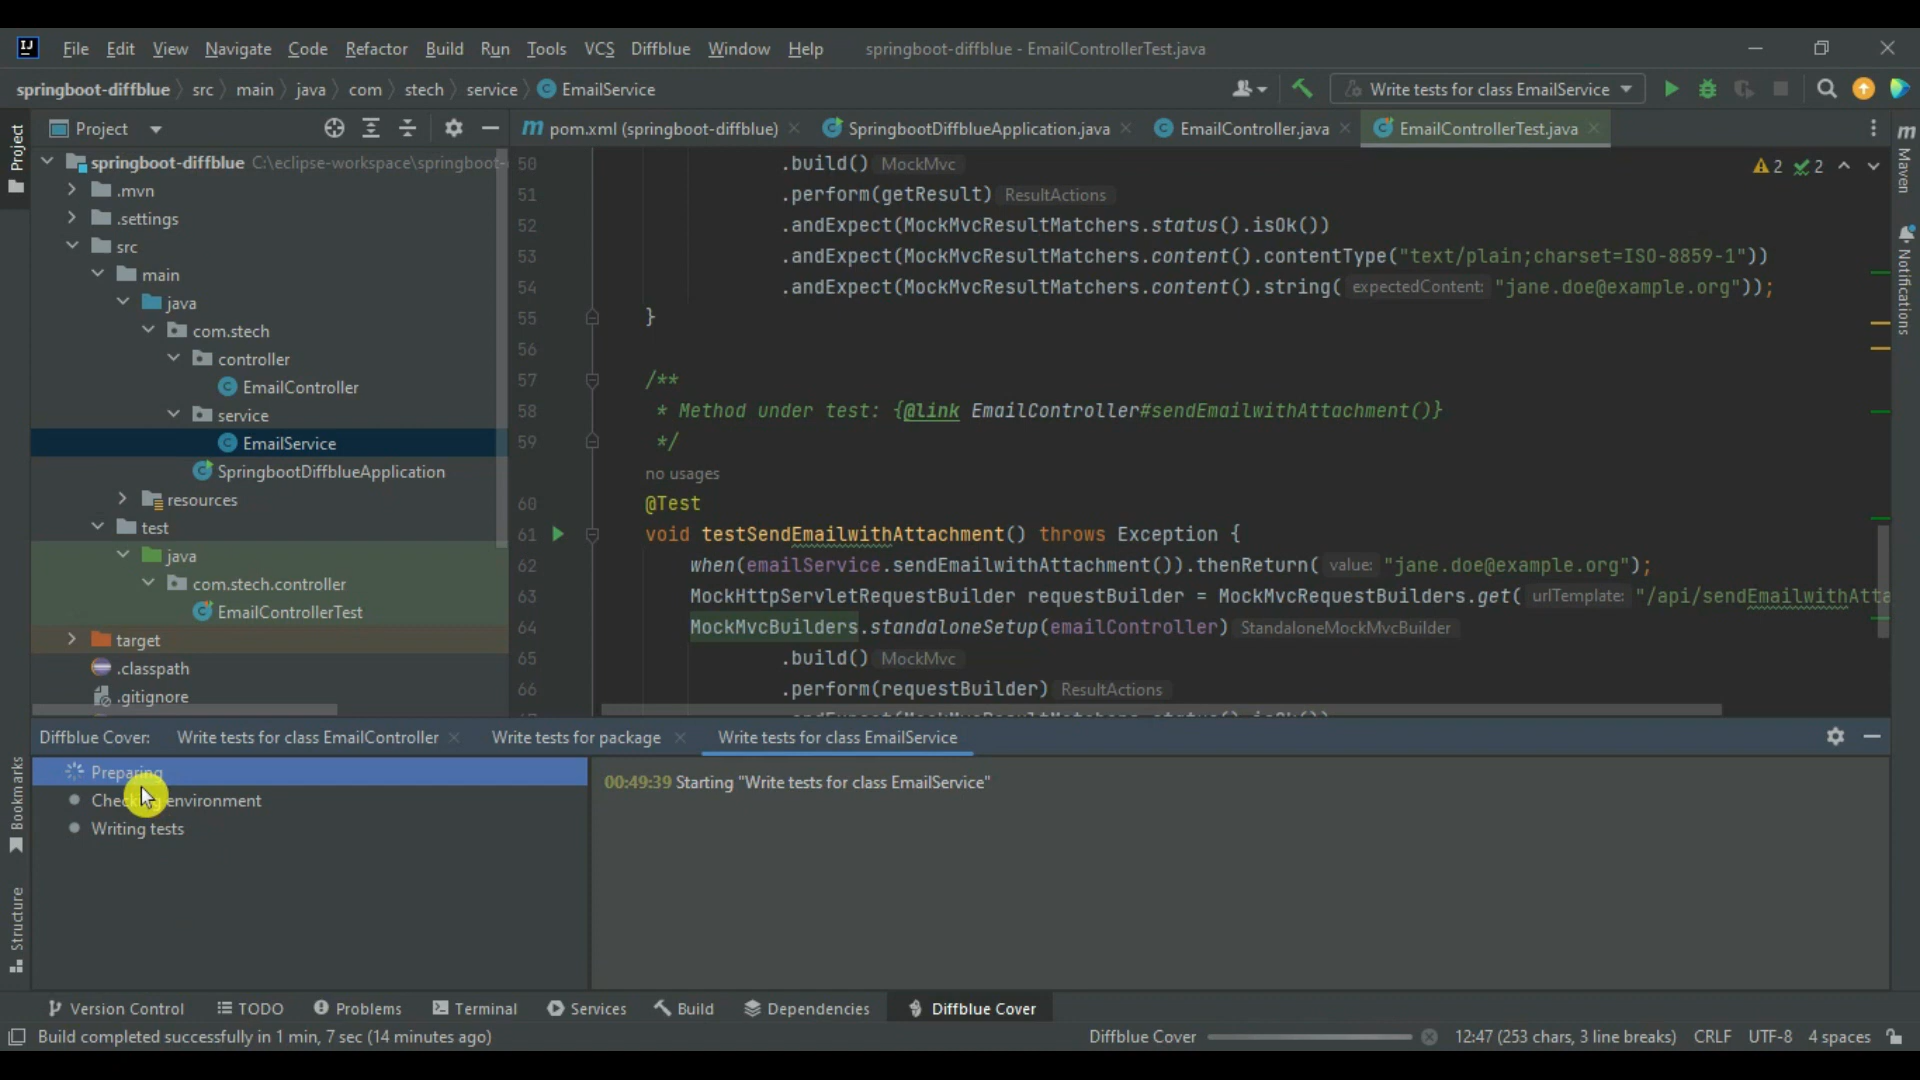 File Edit View Navigate Code Refactor Build Run Tools VCS Diffblue Window Help springboot-diffblue - EmailControllerTest.java
springboot-diffblue src main java com stech service EmailService Write tests for class EmailService
Project
pom.xml (springboot-diffblue) SpringbootDiffblueApplication.java EmailController.java EmailControllerTest.java
springboot-diffblue C:\eclipse-workspace\springboot-
.mvn
.settings
src
main
java
com.stech
controller
EmailController
service
EmailService
SpringbootDiffblueApplication
resources
test
java
com.stech.controller
EmailControllerTest
target
.classpath
.gitignore
2 2
50 .build() MockMvc
51 .perform(getResult) ResultActions
52 .andExpect(MockMvcResultMatchers.status().isOk())
53 .andExpect(MockMvcResultMatchers.content().contentType("text/plain;charset=ISO-8859-1"))
54 .andExpect(MockMvcResultMatchers.content().string( expectedContent: "jane.doe@example.org"));
55 }
56
57 /**
58 * Method under test: {@link EmailController#sendEmailwithAttachment()}
59 */
no usages
60 @Test
61 void testSendEmailwithAttachment() throws Exception {
62 when(emailService.sendEmailwithAttachment()).thenReturn( value: "jane.doe@example.org");
63 MockHttpServletRequestBuilder requestBuilder = MockMvcRequestBuilders.get( urlTemplate: "/api/sendEmailwithAtta
64 MockMvcBuilders.standaloneSetup(emailController) StandaloneMockMvcBuilder
65 .build() MockMvc
66 .perform(requestBuilder) ResultActions
Project
Bookmarks
Structure
Maven
Notifications
Diffblue Cover: Write tests for class EmailController Write tests for package Write tests for class EmailService
Preparing
Checking environment
Writing tests
00:49:39 Starting "Write tests for class EmailService"
Version Control TODO Problems Terminal Services Build Dependencies Diffblue Cover
Build completed successfully in 1 min, 7 sec (14 minutes ago) Diffblue Cover 12:47 (253 chars, 3 line breaks) CRLF UTF-8 4 spaces